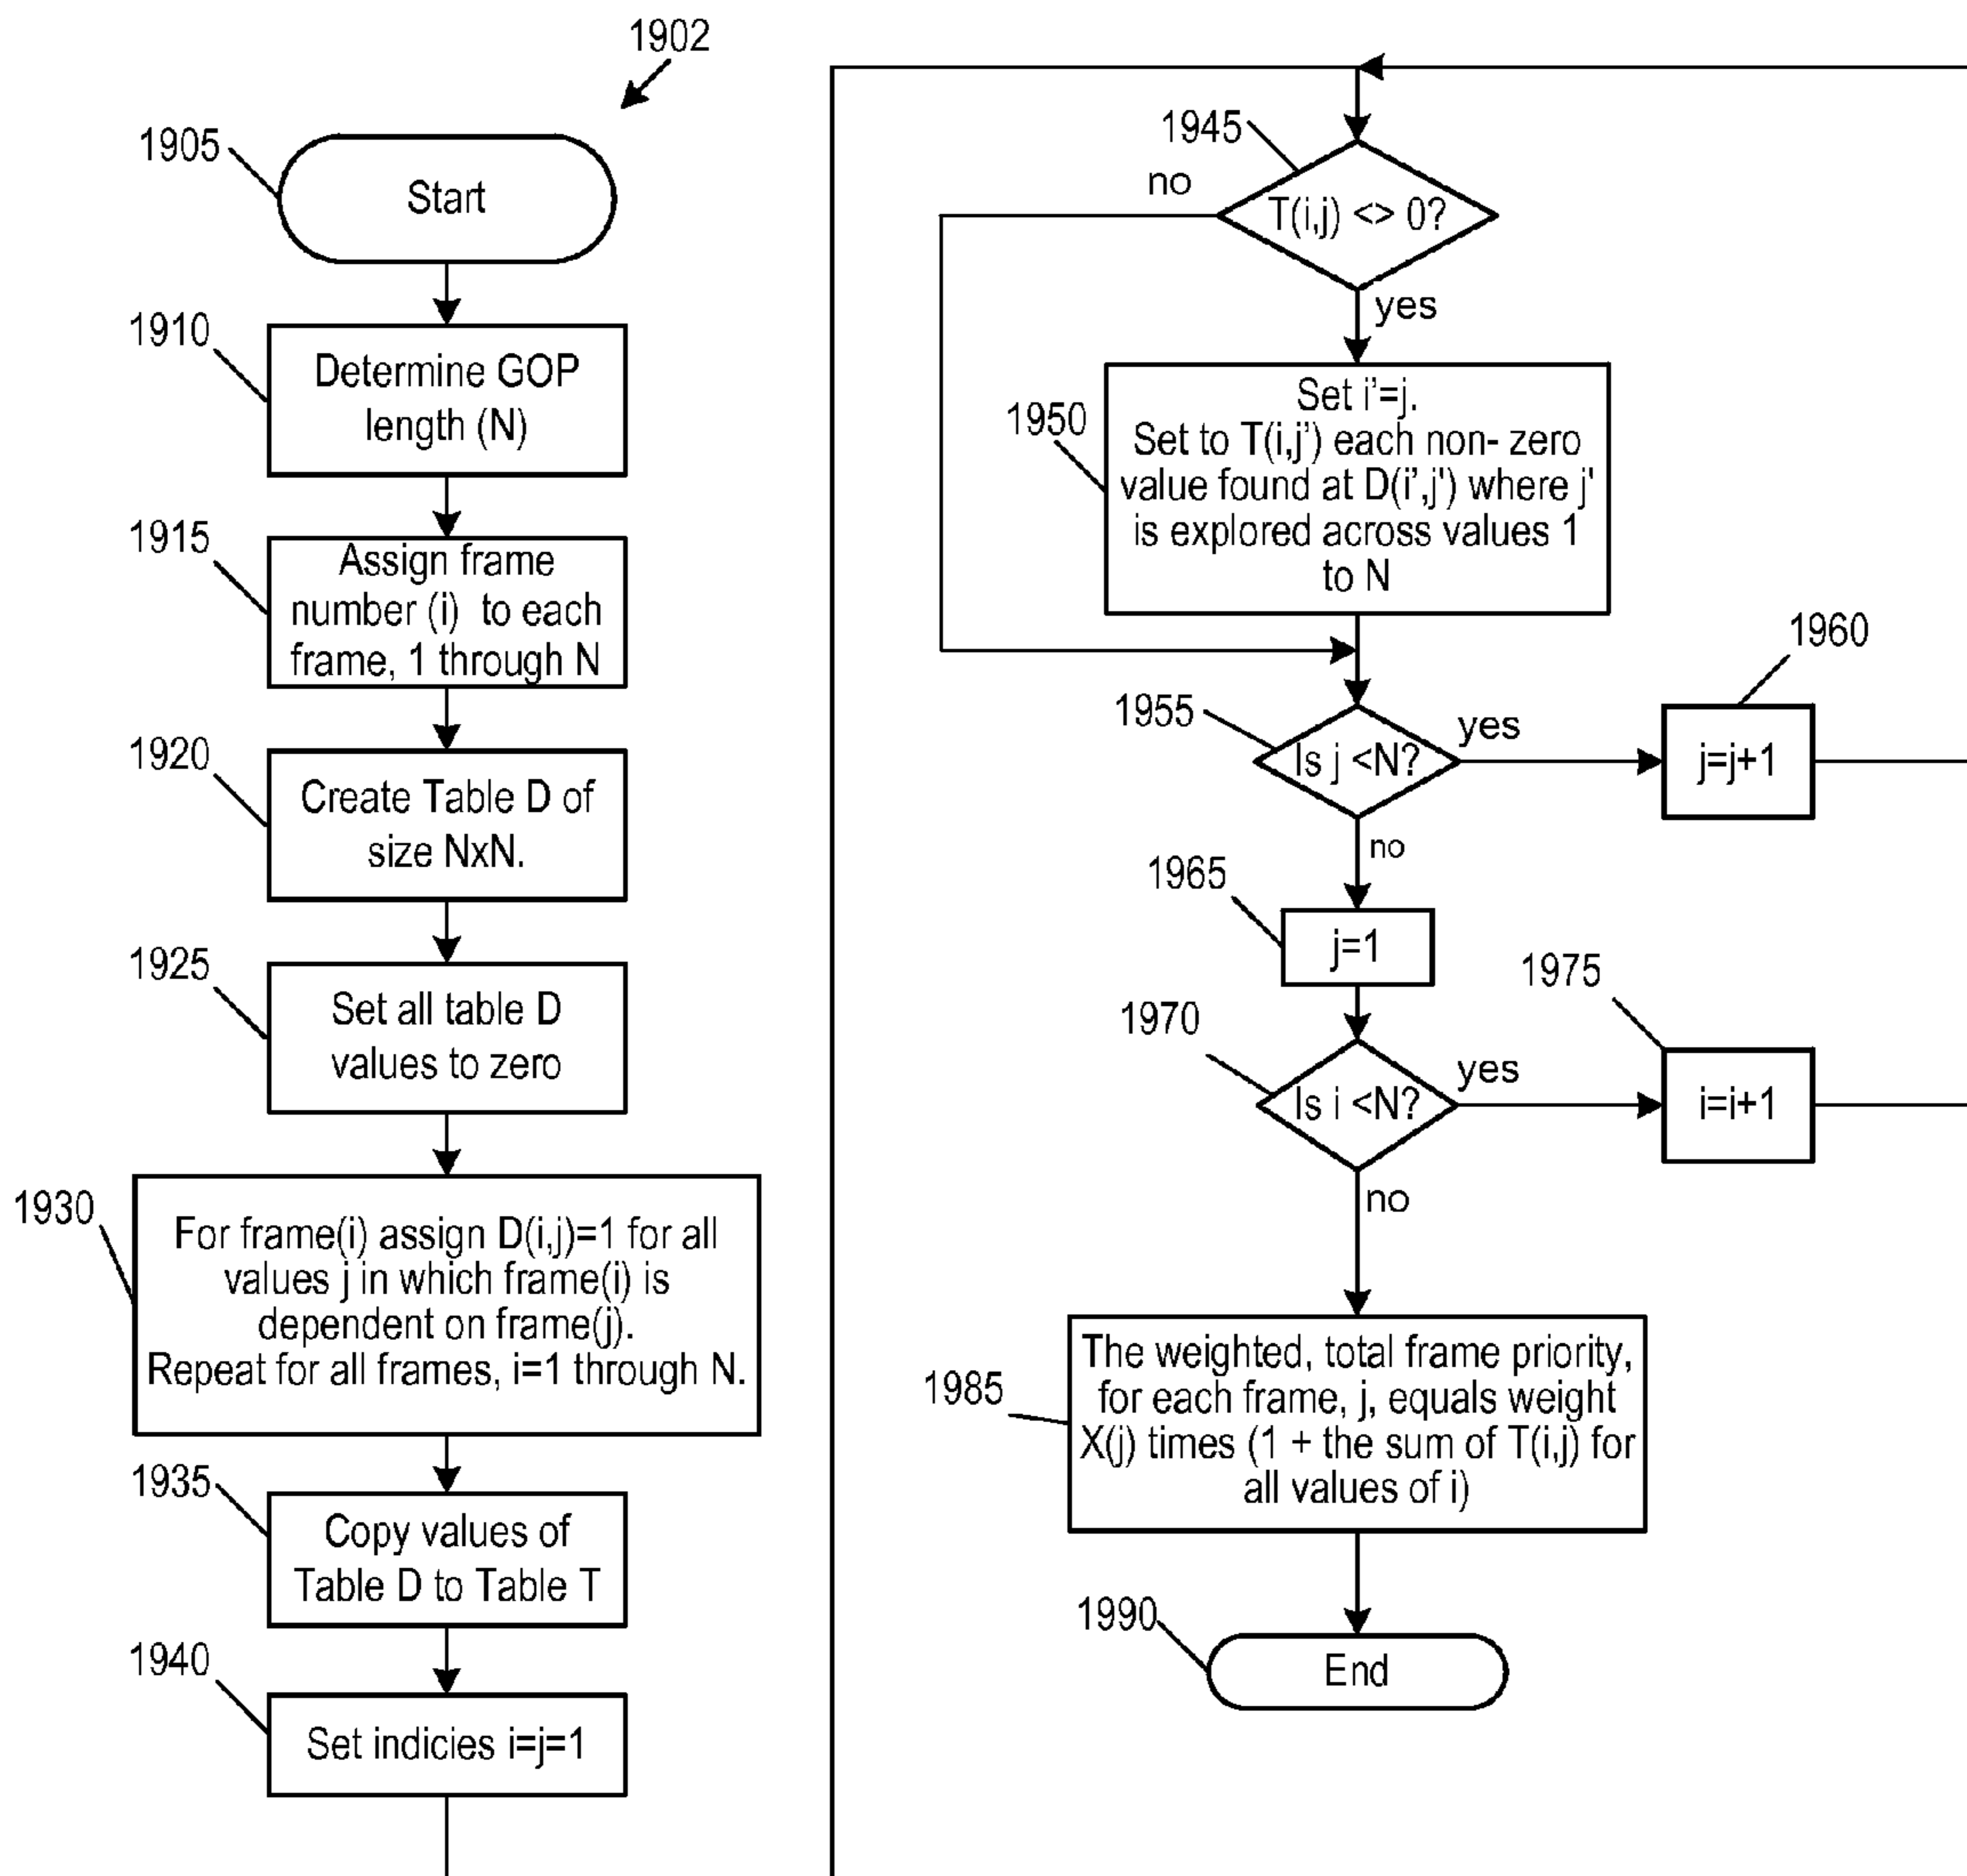 1902
1905
Start
1910
Determine GOP
length (N)
1915
Assign frame
number (i) to each
frame, 1 through N
1920
Create Table D of
size NxN.
1925
Set all table D
values to zero
1930
For frame(i) assign D(i,j)=1 for all
values j in which frame(i) is
dependent on frame(j).
Repeat for all frames, i=1 through N.
1935
Copy values of
Table D to Table T
1940
Set indicies i=j=1
1945
no
T(i,j) <> 0?
yes
1950
Set i'=j.
Set to T(i,j') each non- zero
value found at D(i',j') where j'
is explored across values 1
to N
1955
Is j <N?
yes
1960
j=j+1
no
1965
j=1
1970
Is i <N?
yes
1975
i=i+1
no
1985
The weighted, total frame priority,
for each frame, j, equals weight
X(j) times (1 + the sum of T(i,j) for
all values of i)
1990
End